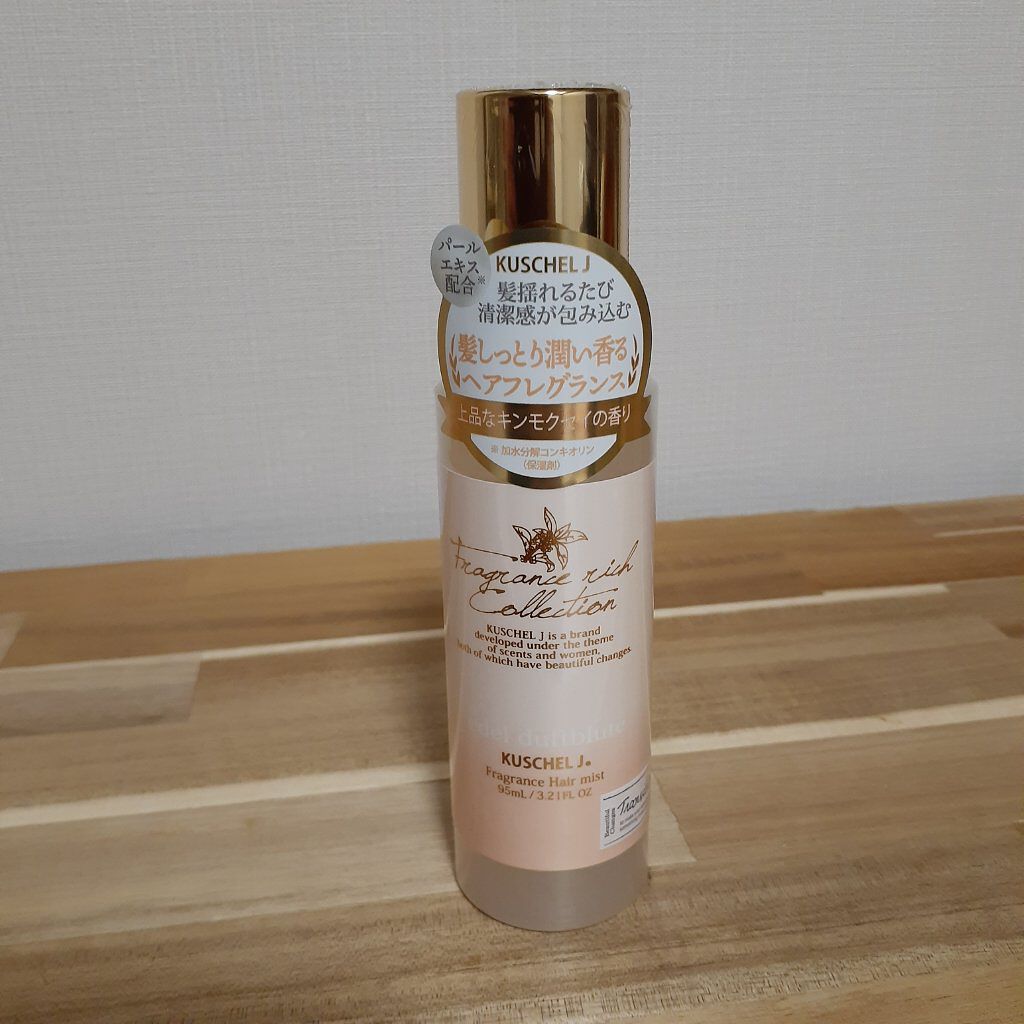 パール
エキス
配合※
KUSCHEL J
髪揺れるたび
清潔感が包み込む
髪しっとり潤い香る
ヘアフレグランス
上品なキンモクセイの香り
※ 加水分解コンキオリン
(保湿剤)
Fragrance rich
Collection
KUSCHEL J is a brand
developed under the theme
of scents and women,
both of which have beautiful changes.
edel duftblüte
KUSCHEL J.
Fragrance Hair mist
95mL / 3.21FL OZ
Beautiful
Changes